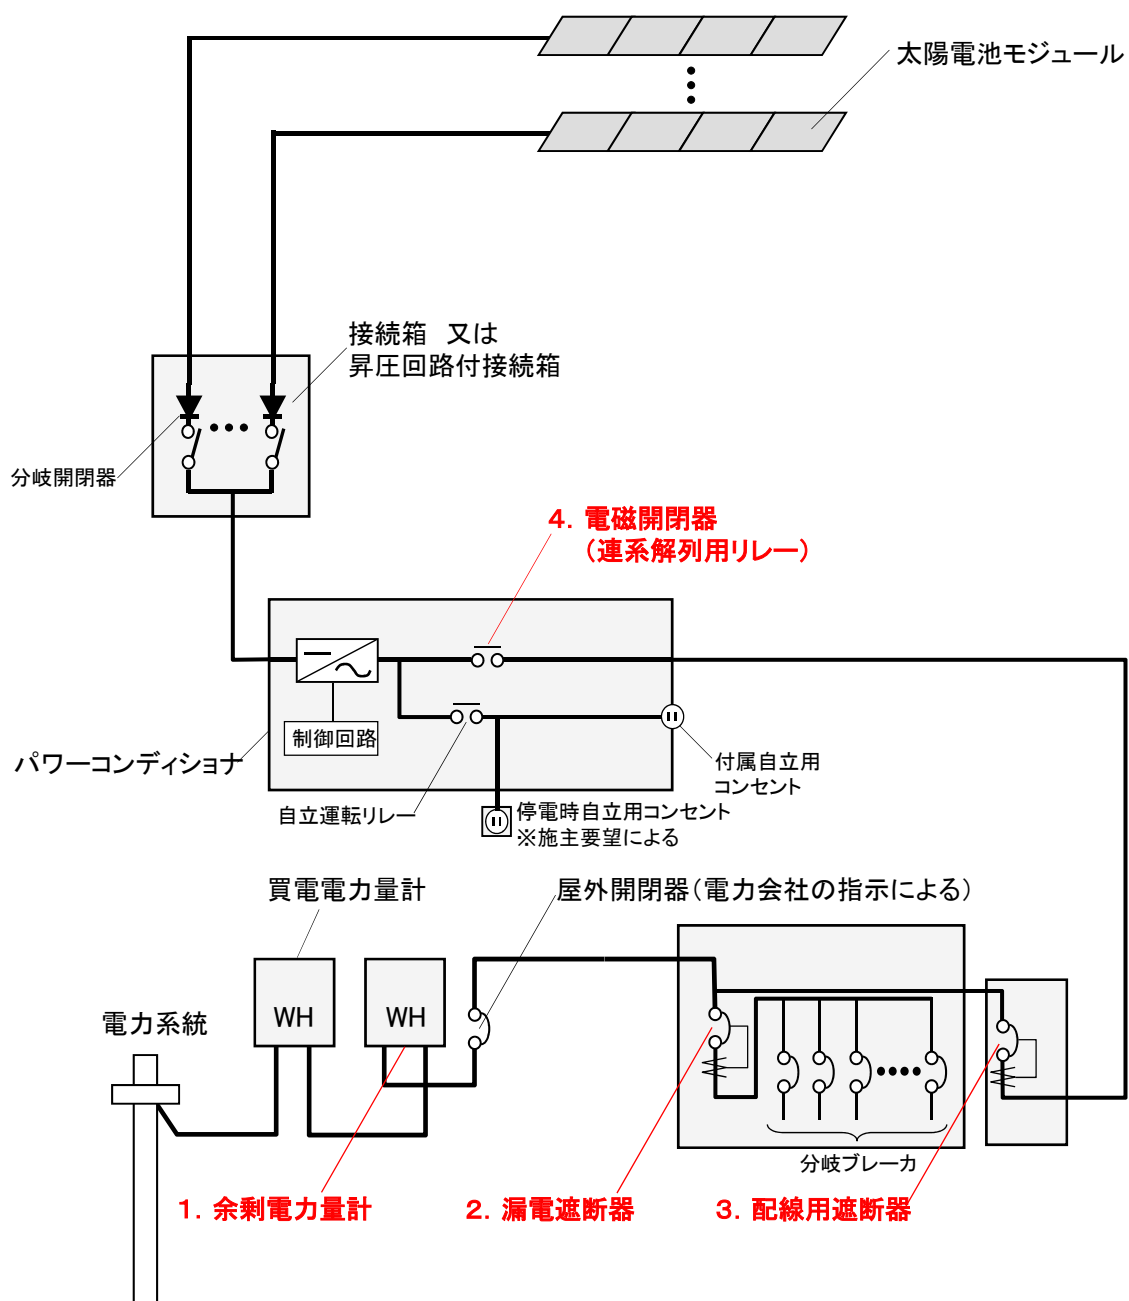 太陽電池モジュール
接続箱　又は
昇圧回路付接続箱
分岐開閉器
４．電磁開閉器
（連系解列用リレー）
制御回路
パワーコンディショナ
自立運転リレー
付属自立用
コンセント
停電時自立用コンセント
※施主要望による
買電電力量計
屋外開閉器（電力会社の指示による）
電力系統
WH
WH
分岐ブレーカ
１．余剰電力量計
２．漏電遮断器
３．配線用遮断器